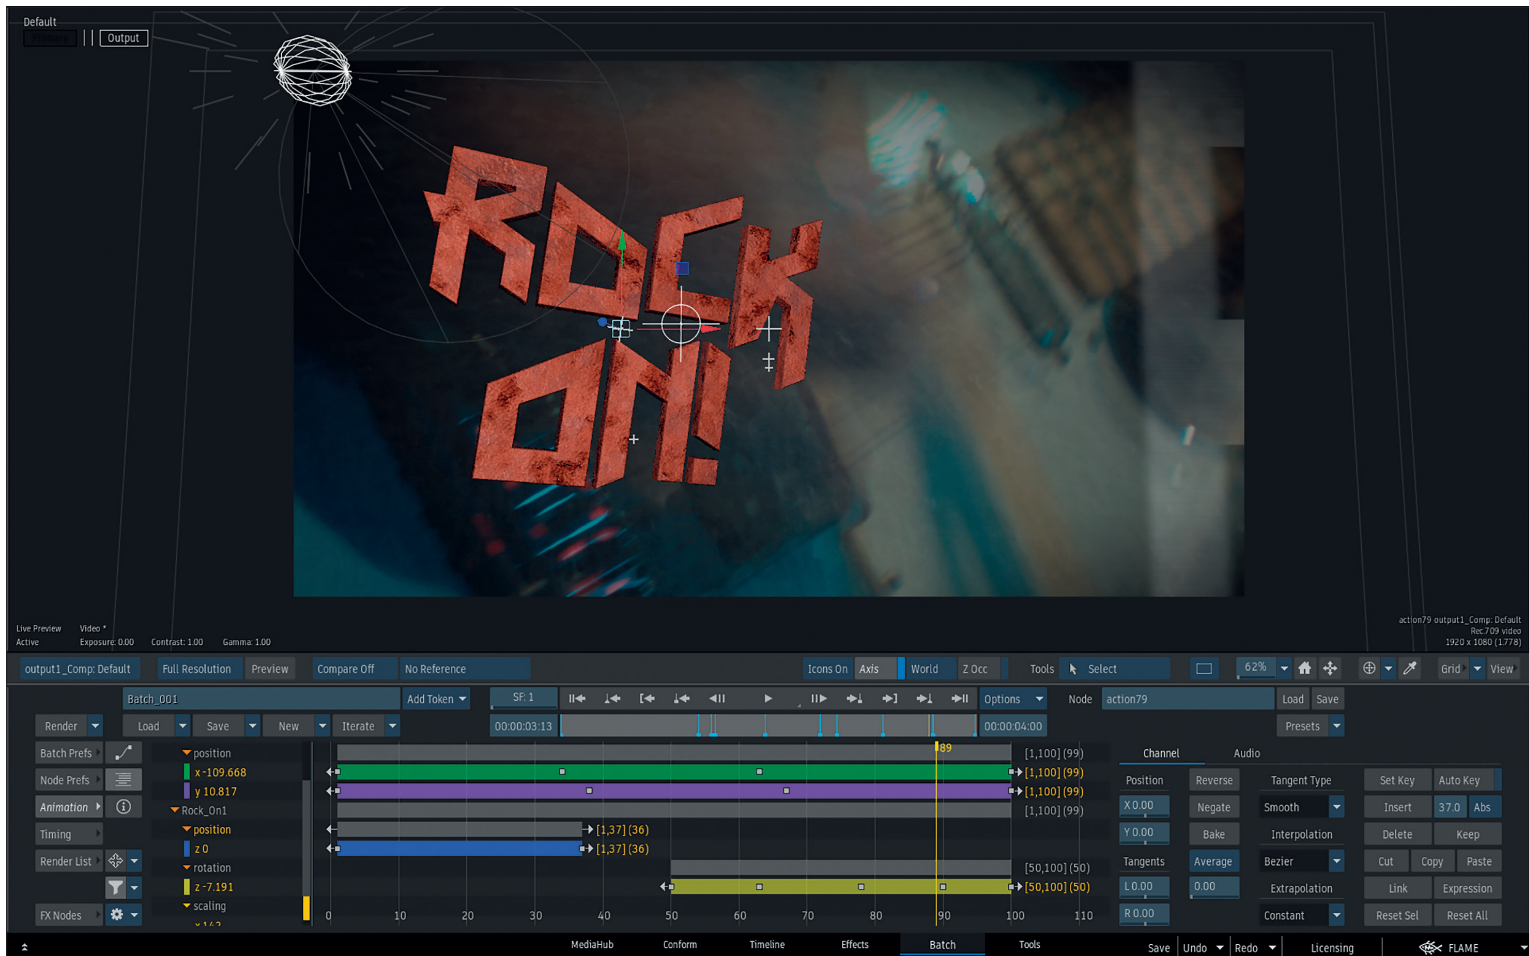 Default
Primary || Output
ROCK
ON!
Live Preview Video *
Active Exposure: 0.00 Contrast: 1.00 Gamma: 1.00
action79 output1_Comp: Default
Rec.709 video
1920 x 1080 (1.778)
output1_Comp: Default Full Resolution Preview Compare Off No Reference Icons On Axis World Z Occ Tools Select 62% Grid View
Batch_001 Add Token SF: 1 Options Node action79 Load Save
Render Load Save New Iterate 00:00:03:13 00:00:04:00 Presets
Batch Prefs position [1,100] (99) Channel Audio
89
Node Prefs x -109.668 [1,100] (99) Position Reverse Tangent Type Set Key Auto Key
Animation y 10.817 [1,100] (99) X 0.00 Negate Smooth Insert 37.0 Abs
Rock_On1 [1,100] (99)
Timing position [1,37] (36) Y 0.00 Bake Interpolation Delete Keep
Render List z 0 [1,37] (36) Tangents Average Bezier Cut Copy Paste
rotation [50,100] (50)
z -7.191 [50,100] (50) L 0.00 0.00 Extrapolation Link Expression
scaling
FX Nodes 0 10 20 30 40 50 60 70 80 90 100 110 R 0.00 Constant Reset Sel Reset All
x 142
MediaHub Conform Timeline Effects Batch Tools Save Undo Redo Licensing FLAME